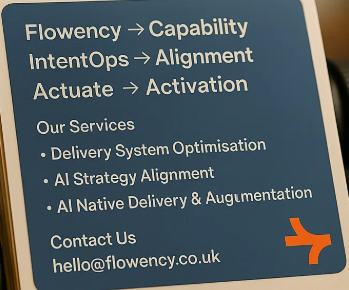 Flowency → Capability
IntentOps → Alignment
Actuate → Activation
Our Services
• Delivery System Optimisation
• AI Strategy Alignment
• AI Native Delivery & Augmentation
Contact Us
hello@flowency.co.uk